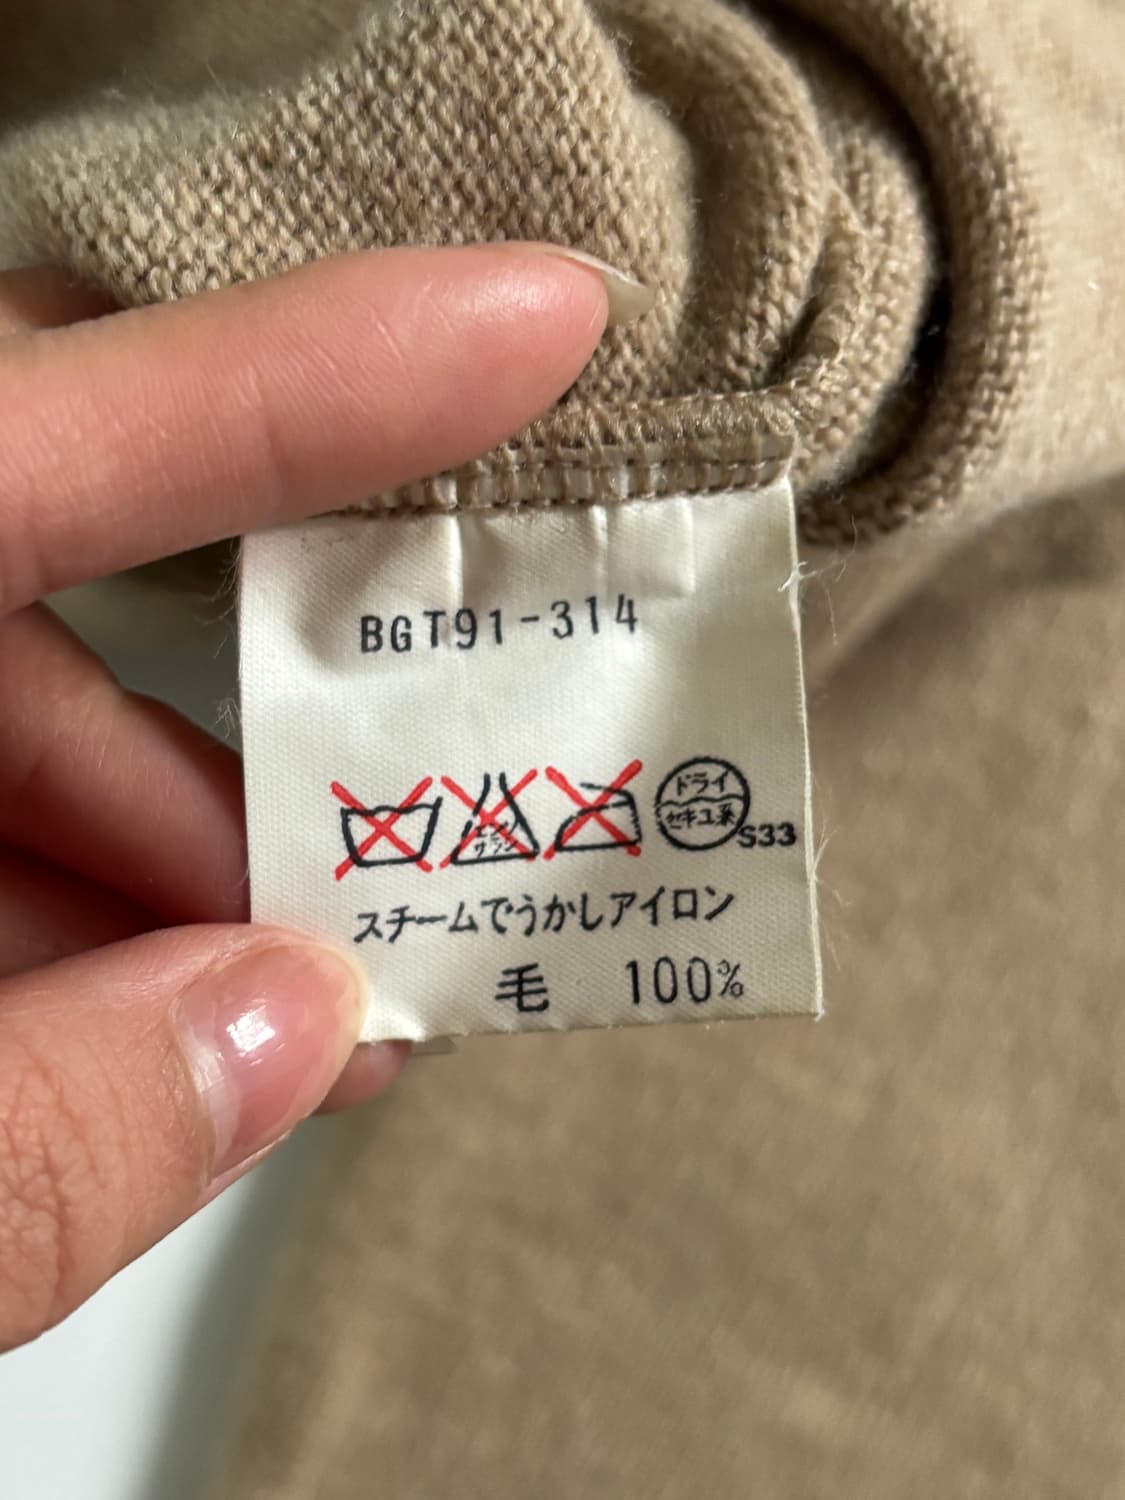 BGT91-314
エンソ
サラシ
ドライ
セキユ系
S33
スチームでうかしアイロン
毛 100%